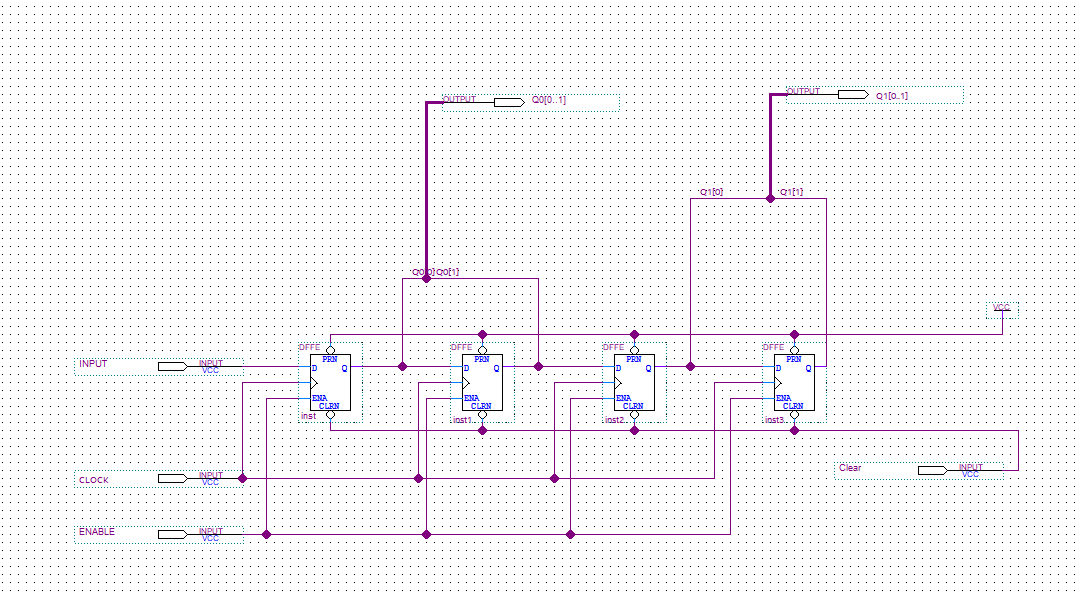 OUTPUT Q0[0..1]
OUTPUT Q1[0..1]
Q1[0] Q1[1]
Q0[0] Q0[1]
VCC
DFFE DFFE DFFE DFFE
PRN PRN PRN PRN
INPUT INPUT
VCC
D Q D Q D Q D Q
ENA ENA ENA ENA
CLRN CLRN CLRN CLRN
inst inst1 inst2 inst3
Clear INPUT
VCC
CLOCK INPUT
VCC
ENABLE INPUT
VCC